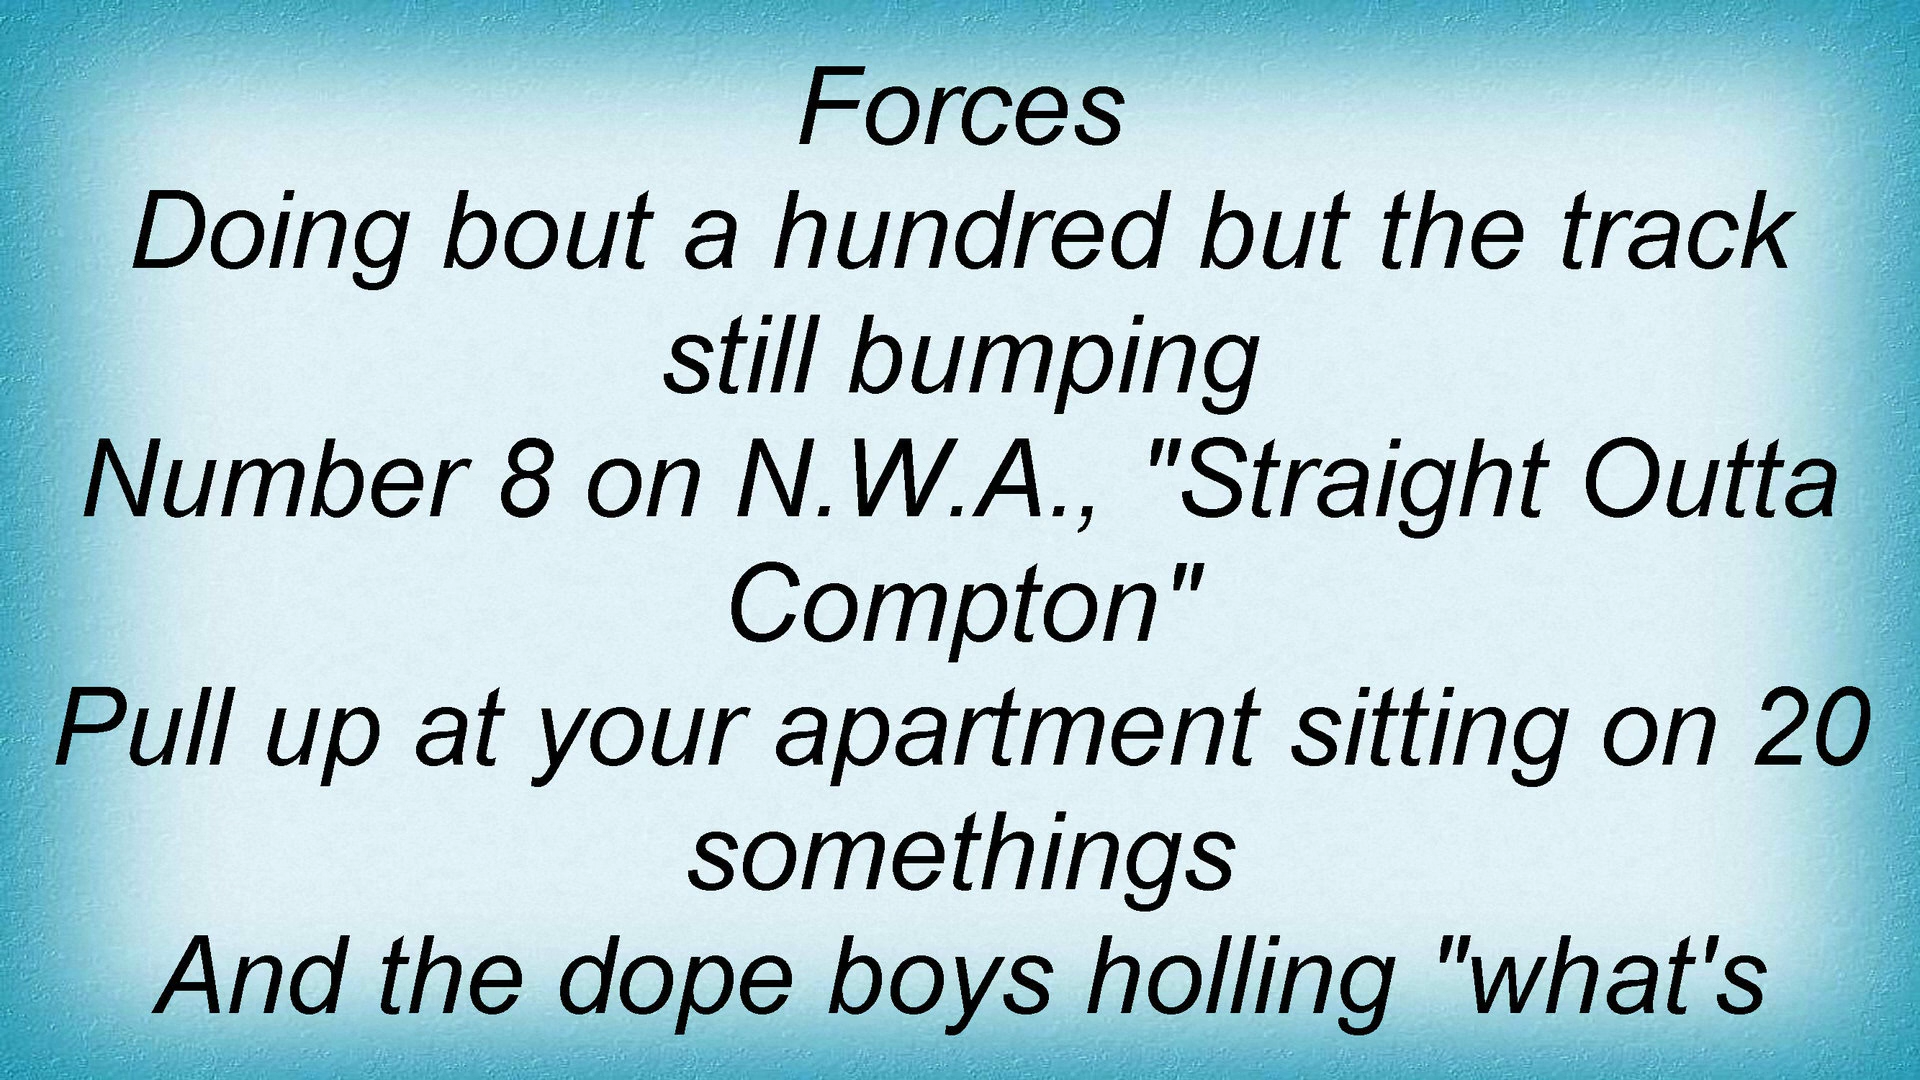 Forces
Doing bout a hundred but the track
still bumping
Number 8 on N.W.A., "Straight Outta
Compton"
Pull up at your apartment sitting on 20
somethings
And the dope boys holling "what's